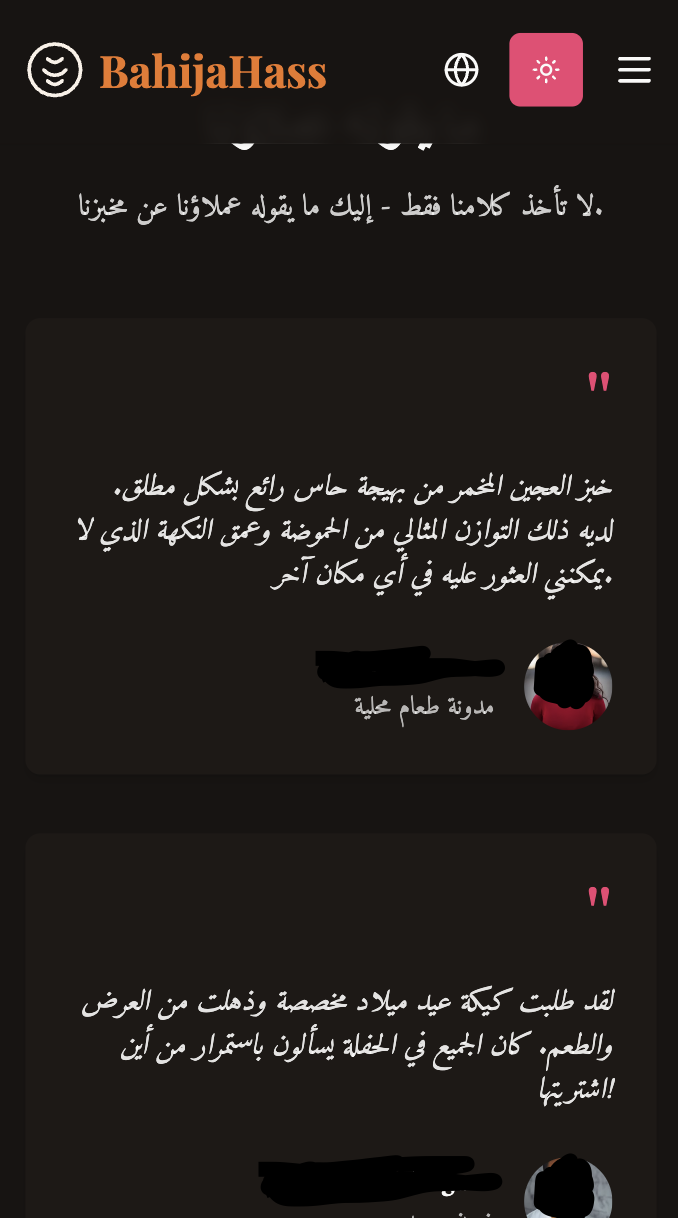 BahijaHass
لا تأخذ كلامنا فقط - إليك ما يقوله عملاؤنا عن مخبزنا.
"
خبز العجين المخمر من بهيجة حاس رائع بشكل مطلق.
لديه ذلك التوازن المثالي من الحموضة وعمق النكهة الذي لا
يمكنني العثور عليه في أي مكان آخر.
مدونة طعام محلية
"
لقد طلبت كيكة عيد ميلاد مخصصة وذهلت من العرض
والطعم. كان الجميع في الحفلة يسألون باستمرار من أين
اشتريتها!